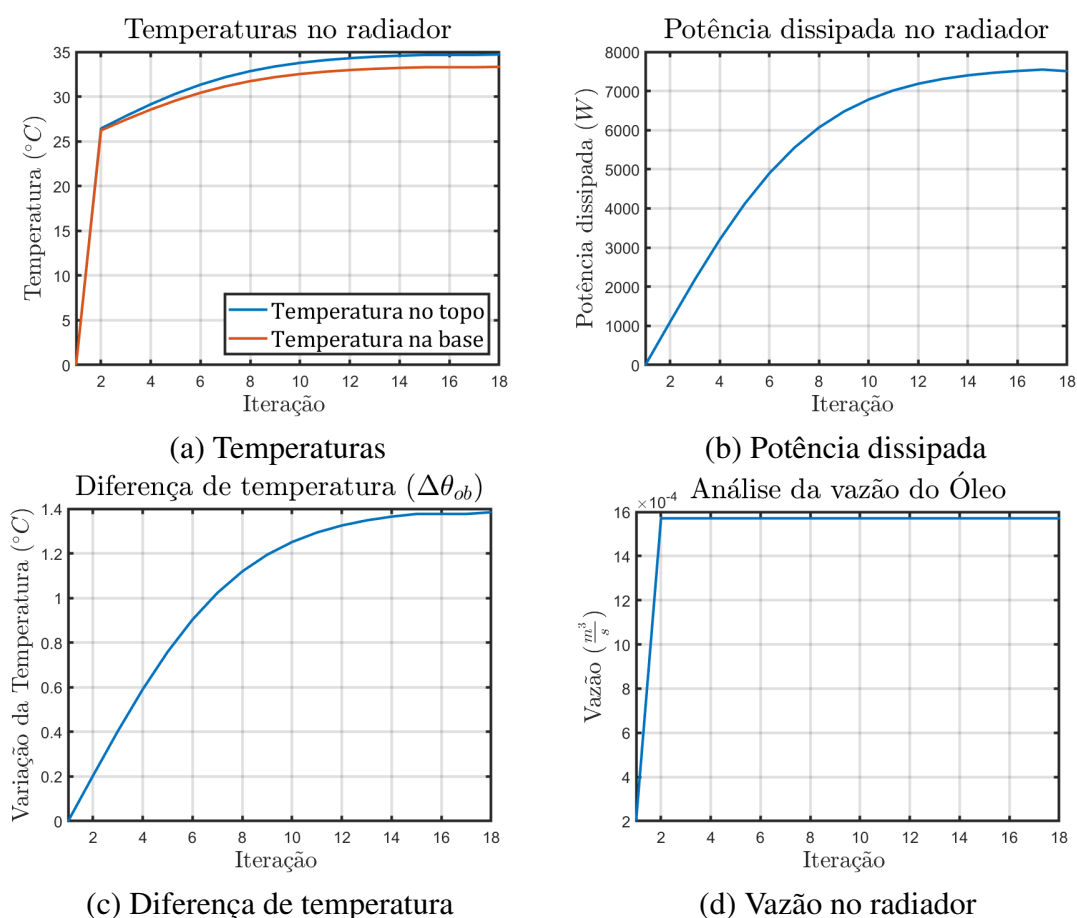 Temperaturas no radiador
35
30
25
20
15
10
5
0
Temperatura (°C)
Temperatura no topo
Temperatura na base
2 4 6 8 10 12 14 16 18
Iteração
(a) Temperaturas
Potência dissipada no radiador
8000
7000
6000
5000
4000
3000
2000
1000
0
Potência dissipada (W)
2 4 6 8 10 12 14 16 18
Iteração
(b) Potência dissipada
Diferença de temperatura (Δθob)
1.4
1.2
1
0.8
0.6
0.4
0.2
0
Variação da Temperatura (°C)
2 4 6 8 10 12 14 16 18
Iteração
(c) Diferença de temperatura
×10-4
Análise da vazão do Óleo
16
14
12
10
8
6
4
2
Vazão (m³/s)
2 4 6 8 10 12 14 16 18
Iteração
(d) Vazão no radiador